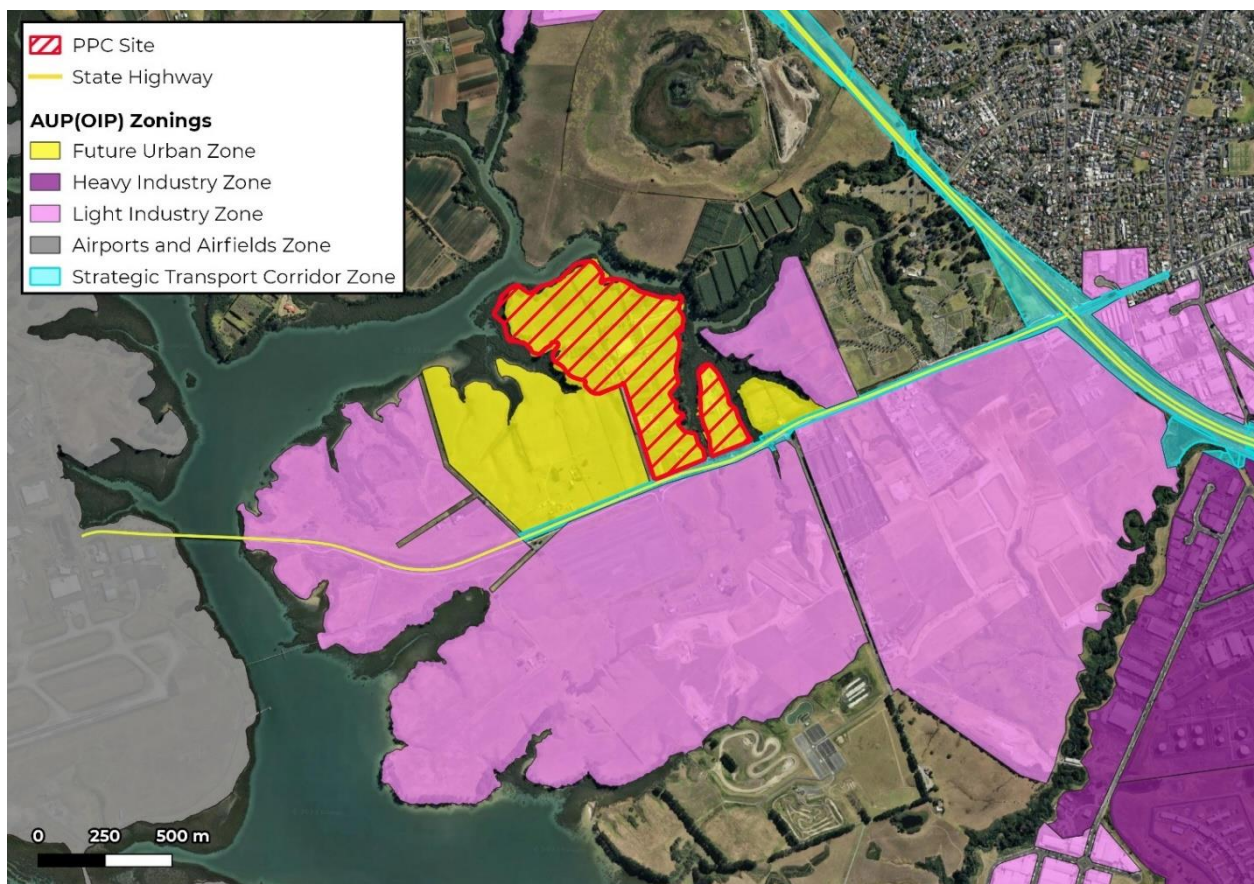 PPC Site
State Highway
AUP(OIP) Zonings
Future Urban Zone
Heavy Industry Zone
Light Industry Zone
Airports and Airfields Zone
Strategic Transport Corridor Zone
0 250 500 m